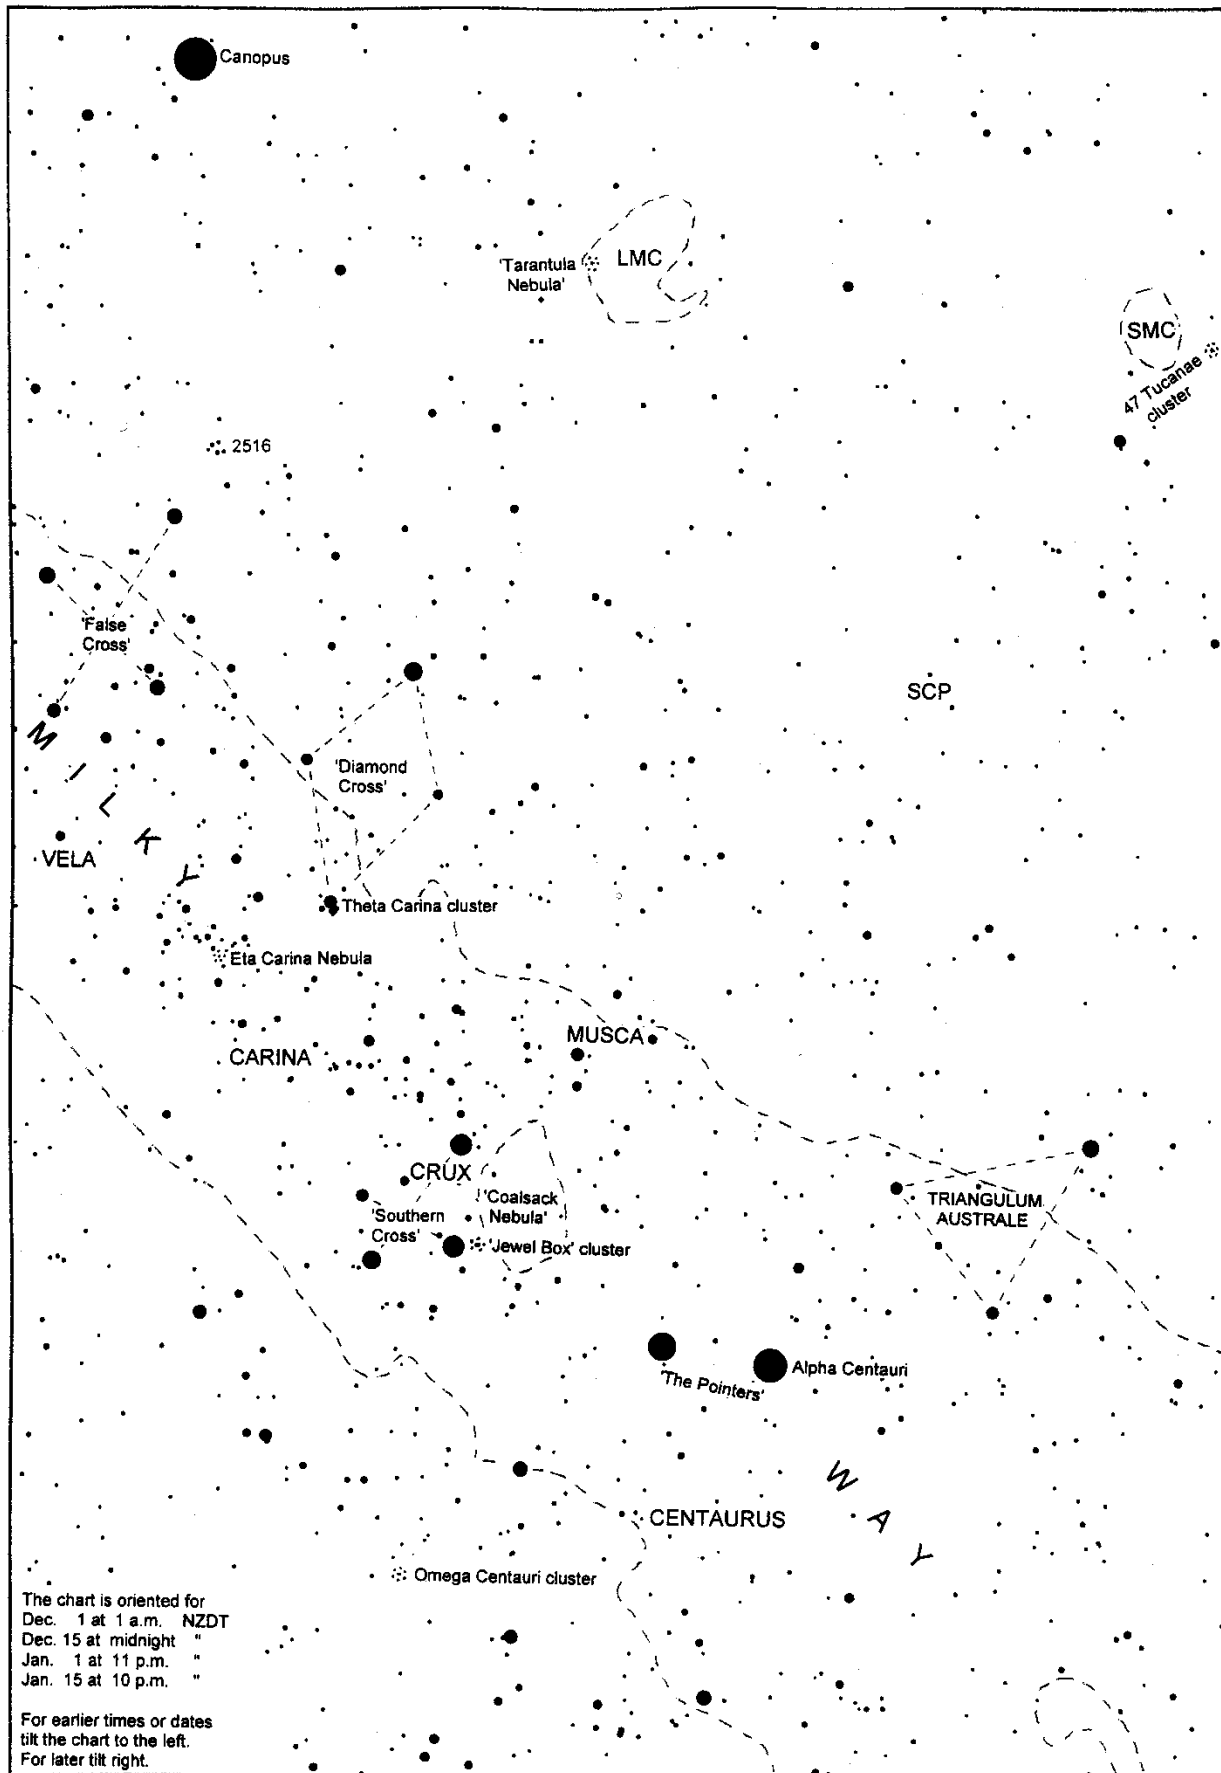 Canopus
'Tarantula
Nebula'
LMC
SMC
47 Tucanae
cluster
2516
'False
Cross'
SCP
MILKY
'Diamond
Cross'
VELA
Theta Carina cluster
Eta Carina Nebula
MUSCA
CARINA
CRUX
'Coalsack
Nebula'
TRIANGULUM
AUSTRALE
'Southern
Cross'
'Jewel Box' cluster
Alpha Centauri
'The Pointers'
WAY
CENTAURUS
Omega Centauri cluster
The chart is oriented for
Dec. 1 at 1 a.m. NZDT
Dec. 15 at midnight "
Jan. 1 at 11 p.m. "
Jan. 15 at 10 p.m. "
For earlier times or dates
tilt the chart to the left.
For later tilt right.